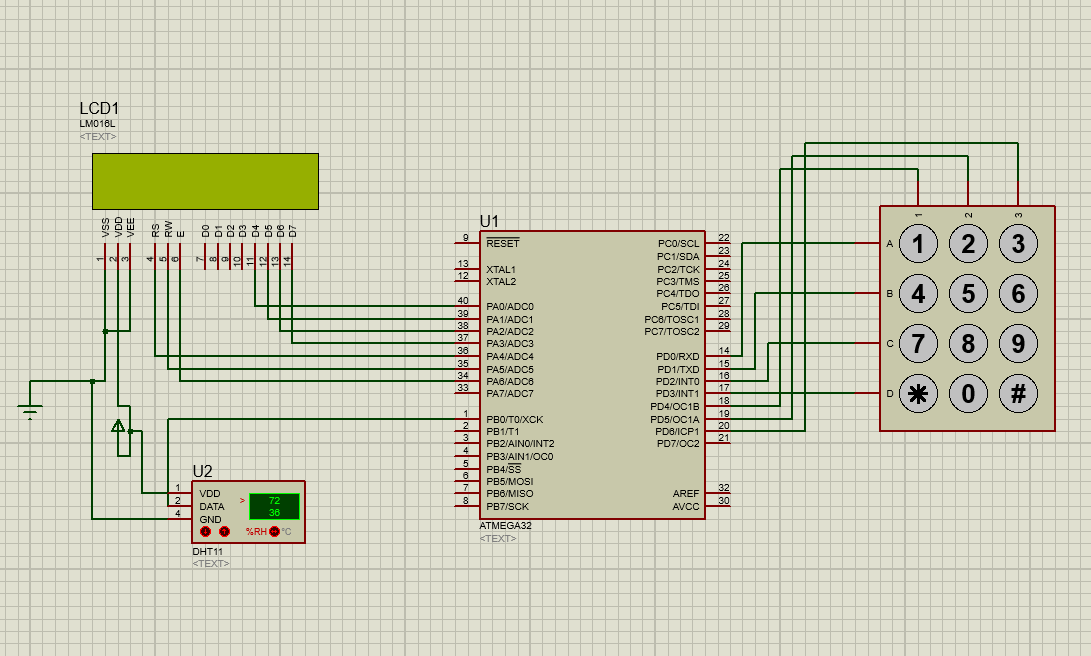 LCD1
LM016L
<TEXT>
VSS VDD VEE RS RW E D0 D1 D2 D3 D4 D5 D6 D7
1 2 3 4 5 6 7 8 9 10 11 12 13 14
U1
9 RESET
13 XTAL1
12 XTAL2
40 PA0/ADC0
39 PA1/ADC1
38 PA2/ADC2
37 PA3/ADC3
36 PA4/ADC4
35 PA5/ADC5
34 PA6/ADC6
33 PA7/ADC7
1 PB0/T0/XCK
2 PB1/T1
3 PB2/AIN0/INT2
4 PB3/AIN1/OC0
5 PB4/SS
6 PB5/MOSI
7 PB6/MISO
8 PB7/SCK
PC0/SCL 22
PC1/SDA 23
PC2/TCK 24
PC3/TMS 25
PC4/TDO 26
PC5/TDI 27
PC6/TOSC1 28
PC7/TOSC2 29
PD0/RXD 14
PD1/TXD 15
PD2/INT0 16
PD3/INT1 17
PD4/OC1B 18
PD5/OC1A 19
PD6/ICP1 20
PD7/OC2 21
AREF 32
AVCC 30
ATMEGA32
<TEXT>
1 2 3
A 1 2 3
B 4 5 6
C 7 8 9
D * 0 #
U2
1 VDD
2 DATA
4 GND
> 72
36
%RH °C
DHT11
<TEXT>